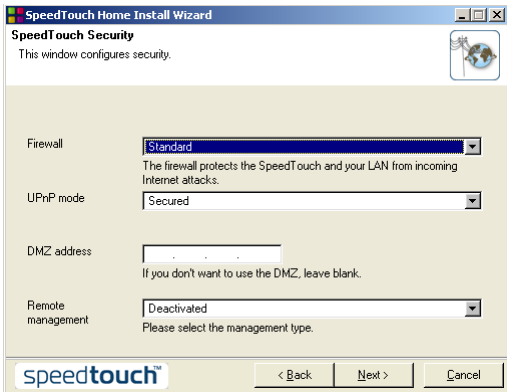 SpeedTouch Home Install Wizard
SpeedTouch Security
This window configures security.
Firewall
Standard
The firewall protects the SpeedTouch and your LAN from incoming
Internet attacks.
UPnP mode
Secured
DMZ address
. . .
If you don't want to use the DMZ, leave blank.
Remote
management
Deactivated
Please select the management type.
speedtouch™
< Back
Next >
Cancel